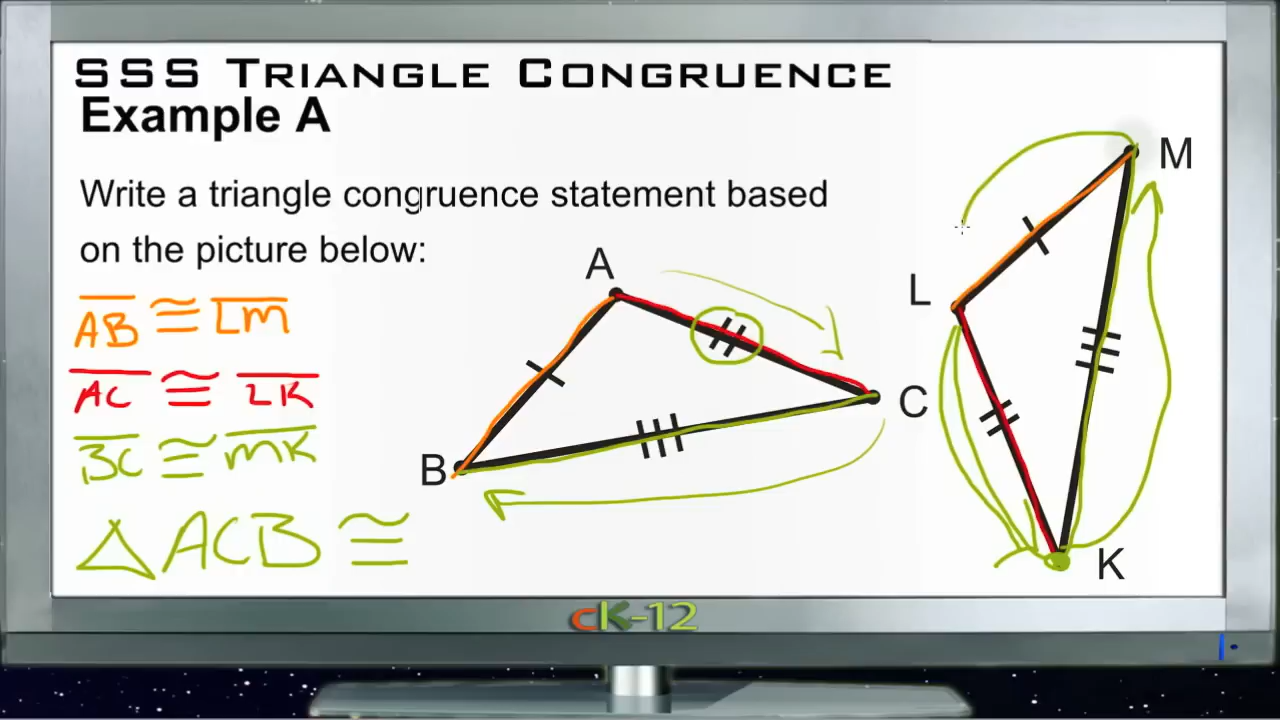 SSS TRIANGLE CONGRUENCE
Example A
Write a triangle congruence statement based
on the picture below:
AB ≅ LM
AC ≅ LK
BC ≅ MK
△ACB ≅
A
B
C
M
L
K
cK-12